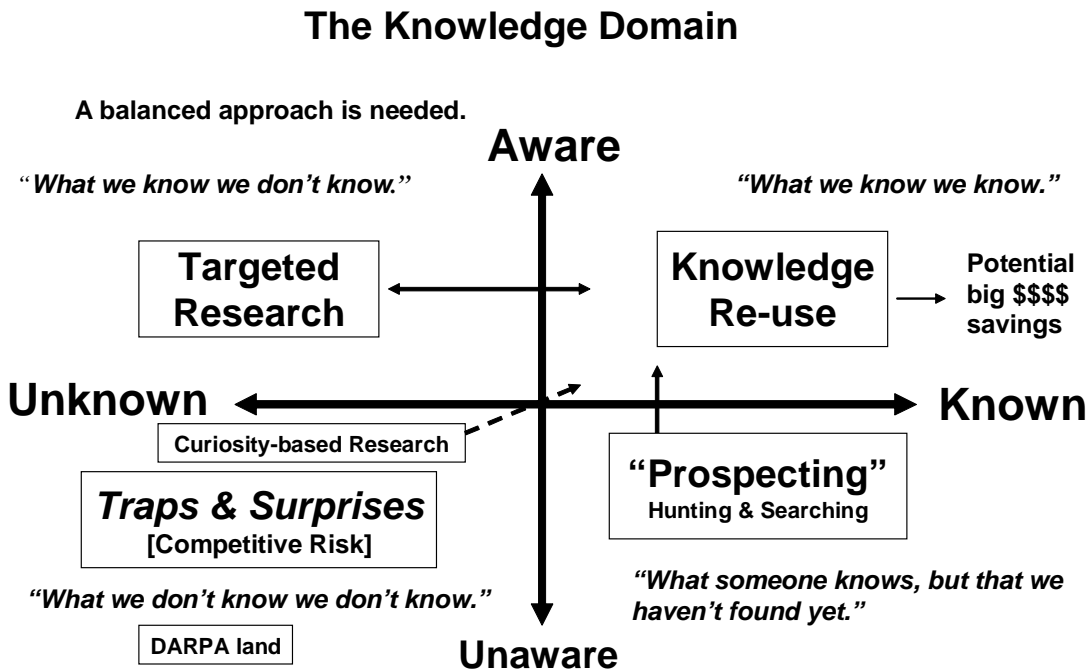 The Knowledge Domain
A balanced approach is needed.
Aware
“What we know we don’t know.”
“What we know we know.”
Targeted
Research
Knowledge
Re-use
Potential
big $$$$
savings
Unknown
Known
Curiosity-based Research
Traps & Surprises
[Competitive Risk]
“Prospecting”
Hunting & Searching
“What we don’t know we don’t know.”
“What someone knows, but that we
haven’t found yet.”
DARPA land
Unaware